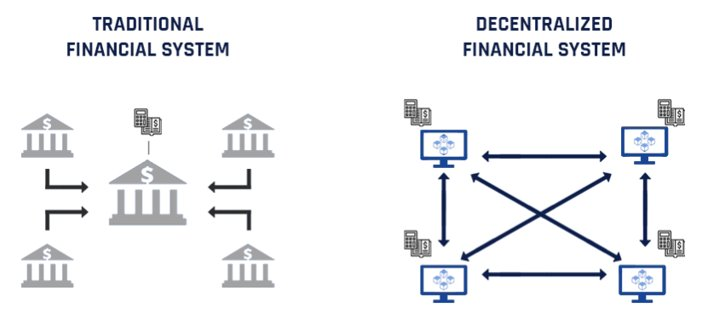 TRADITIONAL
FINANCIAL SYSTEM
DECENTRALIZED
FINANCIAL SYSTEM
$
$
$
$
$
$
$
$
$
$